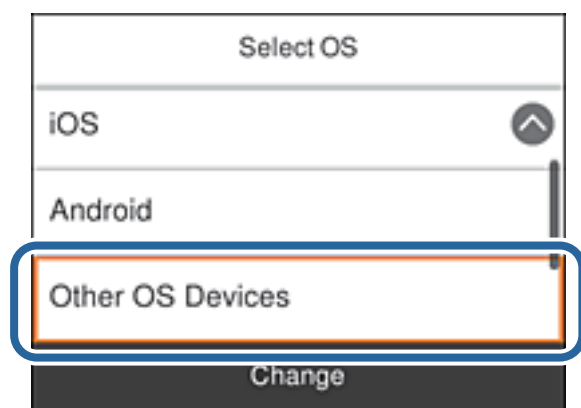 Select OS
iOS
Android
Other OS Devices
Change